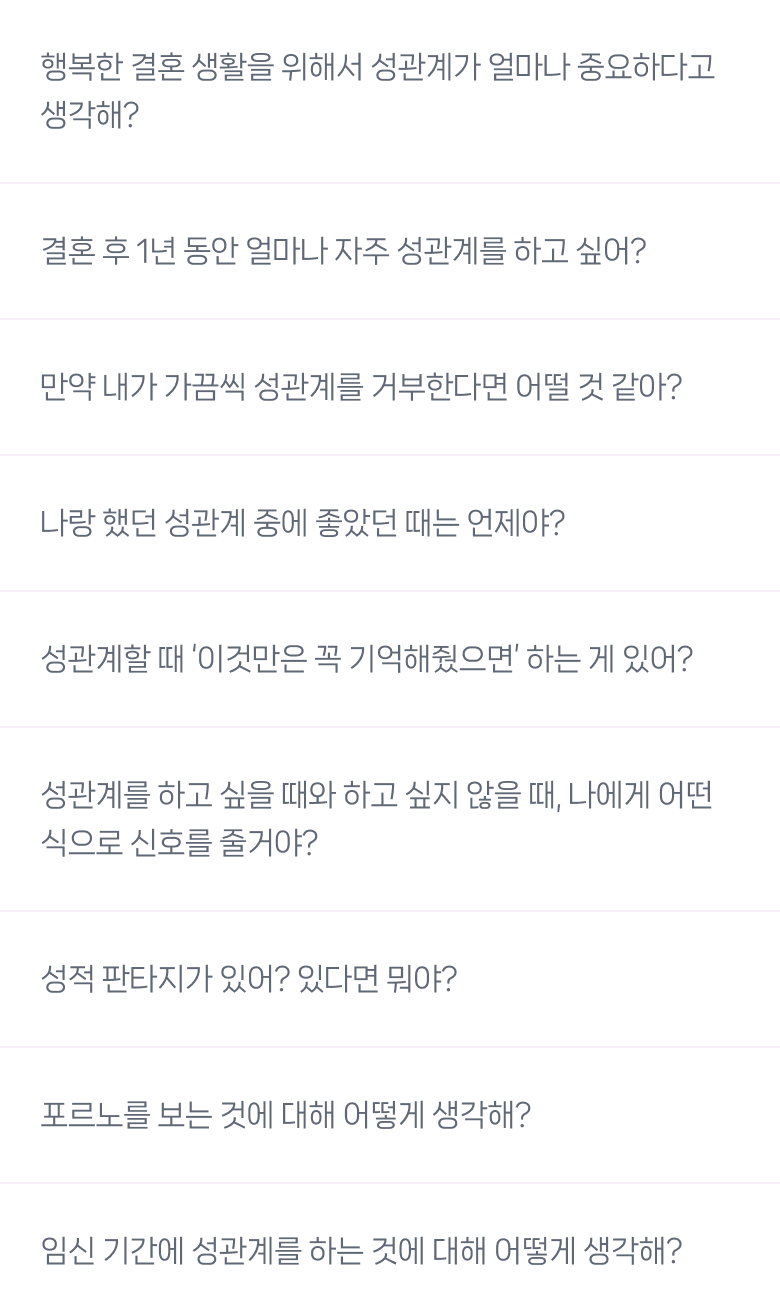 행복한 결혼 생활을 위해서 성관계가 얼마나 중요하다고
생각해?
결혼 후 1년 동안 얼마나 자주 성관계를 하고 싶어?
만약 내가 가끔씩 성관계를 거부한다면 어떨 것 같아?
나랑 했던 성관계 중에 좋았던 때는 언제야?
성관계할 때 '이것만은 꼭 기억해줬으면' 하는 게 있어?
성관계를 하고 싶을 때와 하고 싶지 않을 때, 나에게 어떤
식으로 신호를 줄거야?
성적 판타지가 있어? 있다면 뭐야?
포르노를 보는 것에 대해 어떻게 생각해?
임신 기간에 성관계를 하는 것에 대해 어떻게 생각해?